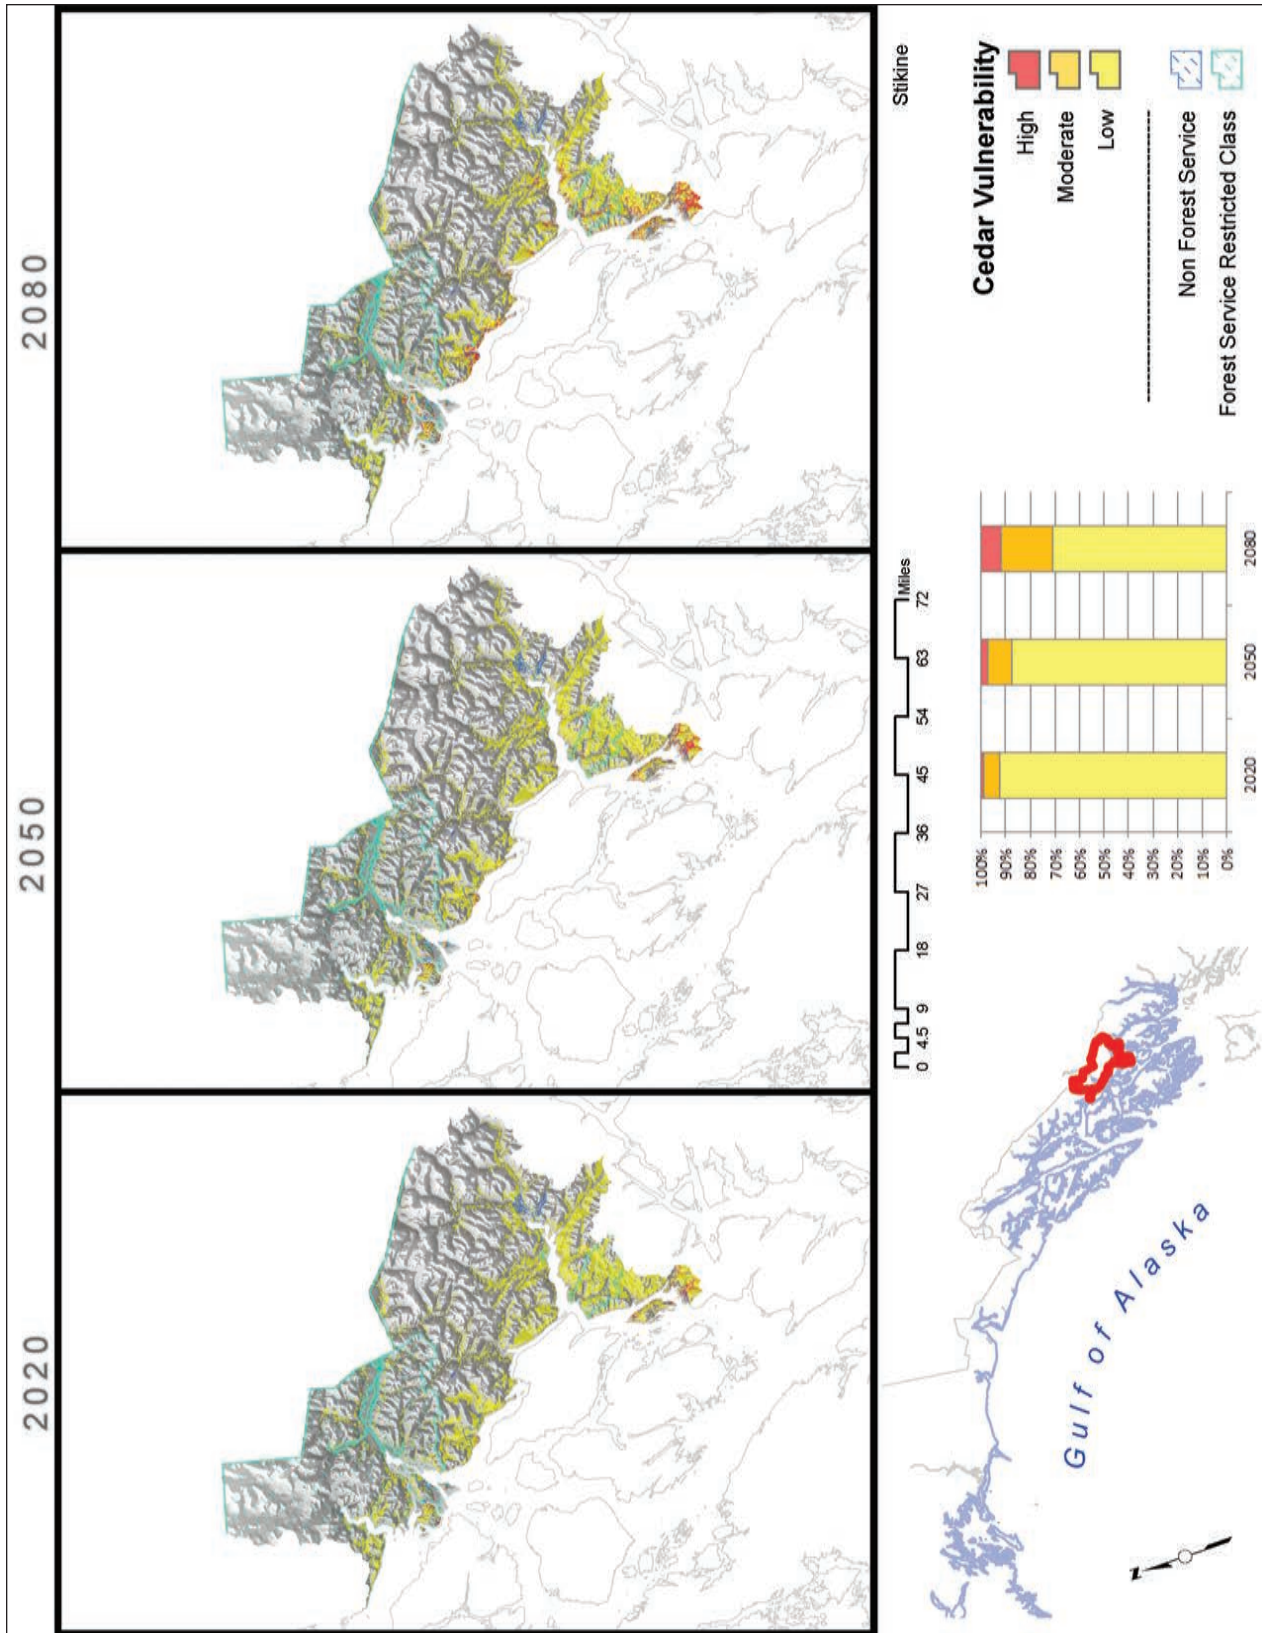 2020
2050
2080
0 4.5 9 18 27 36 45 54 63 72
Miles
Stikine
Gulf of Alaska
N
100%
90%
80%
70%
60%
50%
40%
30%
20%
10%
0%
2020
2050
2080
Cedar Vulnerability
High
Moderate
Low
Non Forest Service
Forest Service Restricted Class